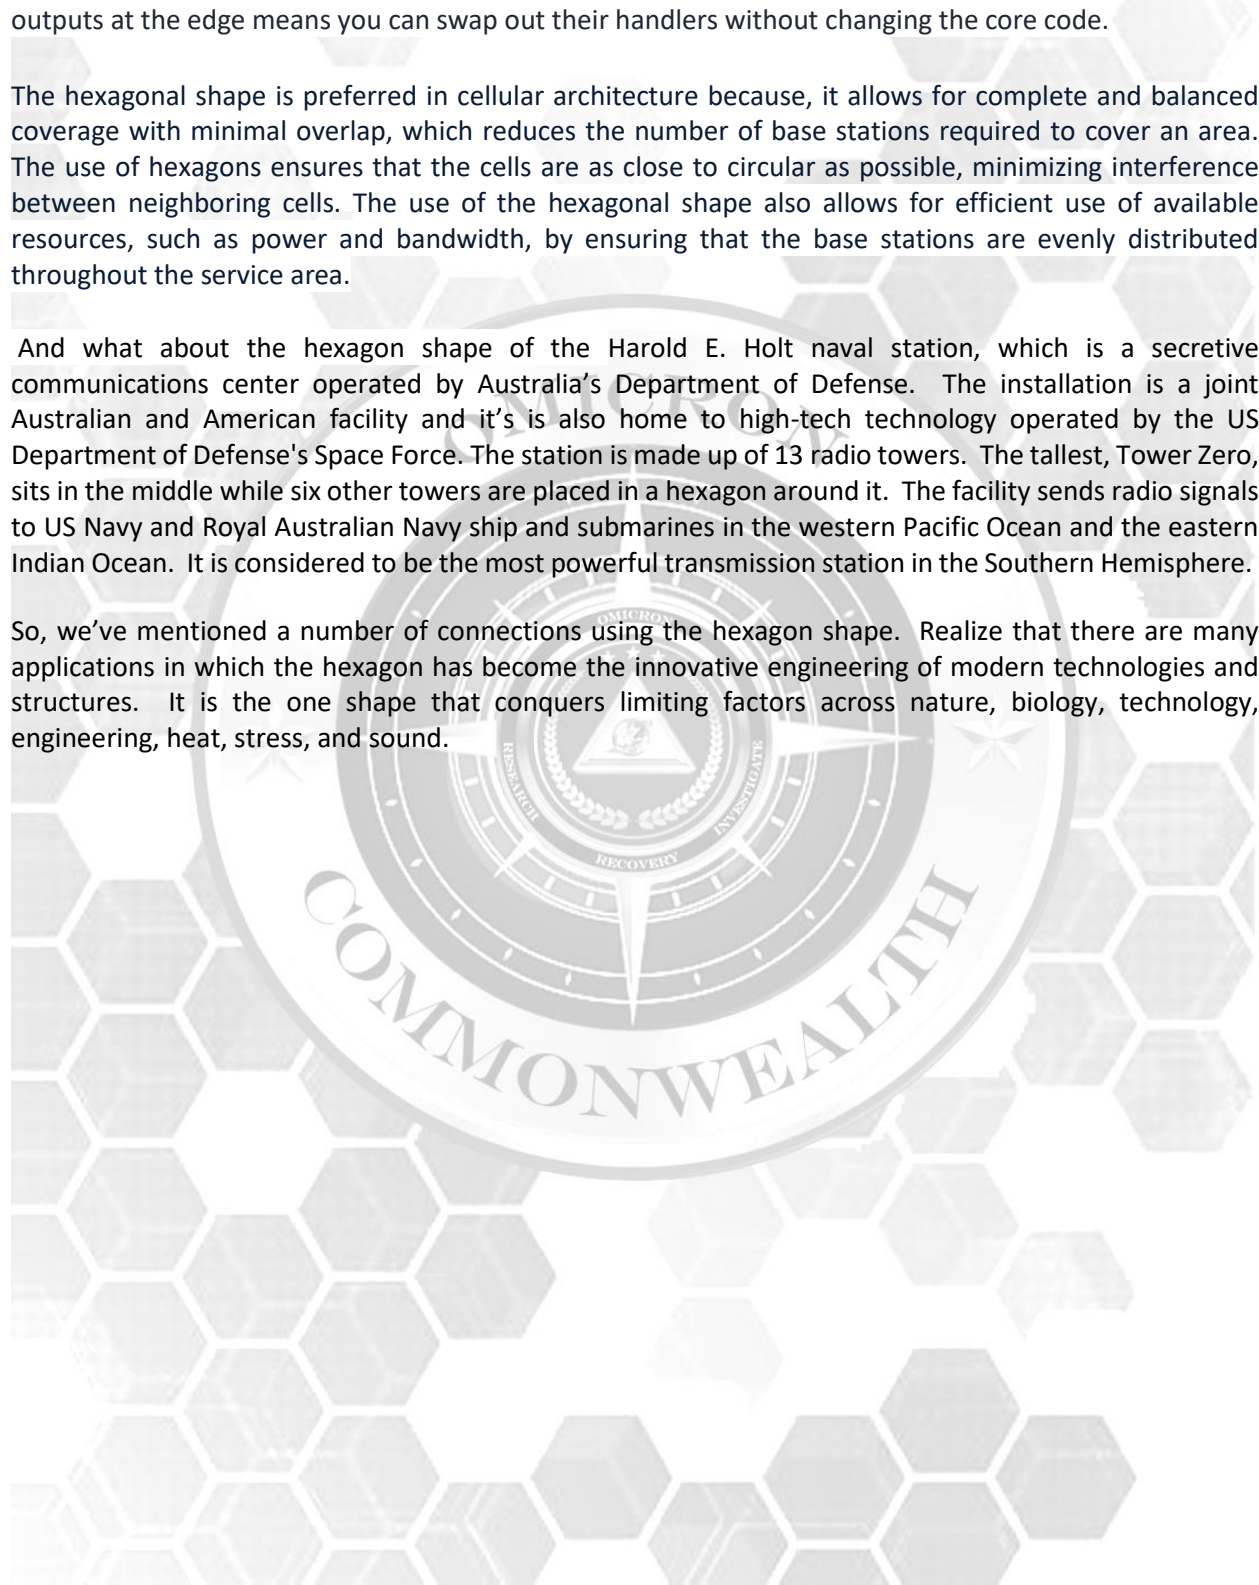 outputs at the edge means you can swap out their handlers without changing the core code.
The hexagonal shape is preferred in cellular architecture because, it allows for complete and balanced
coverage with minimal overlap, which reduces the number of base stations required to cover an area.
The use of hexagons ensures that the cells are as close to circular as possible, minimizing interference
between neighboring cells. The use of the hexagonal shape also allows for efficient use of available
resources, such as power and bandwidth, by ensuring that the base stations are evenly distributed
throughout the service area.
And what about the hexagon shape of the Harold E. Holt naval station, which is a secretive
communications center operated by Australia’s Department of Defense. The installation is a joint
Australian and American facility and it’s is also home to high-tech technology operated by the US
Department of Defense's Space Force. The station is made up of 13 radio towers. The tallest, Tower Zero,
sits in the middle while six other towers are placed in a hexagon around it. The facility sends radio signals
to US Navy and Royal Australian Navy ship and submarines in the western Pacific Ocean and the eastern
Indian Ocean. It is considered to be the most powerful transmission station in the Southern Hemisphere.
So, we’ve mentioned a number of connections using the hexagon shape. Realize that there are many
applications in which the hexagon has become the innovative engineering of modern technologies and
structures. It is the one shape that conquers limiting factors across nature, biology, technology,
engineering, heat, stress, and sound.
OMICRON
OMICRON
RESEARCH
INVESTIGATE
RECOVERY
COMMONWEALTH